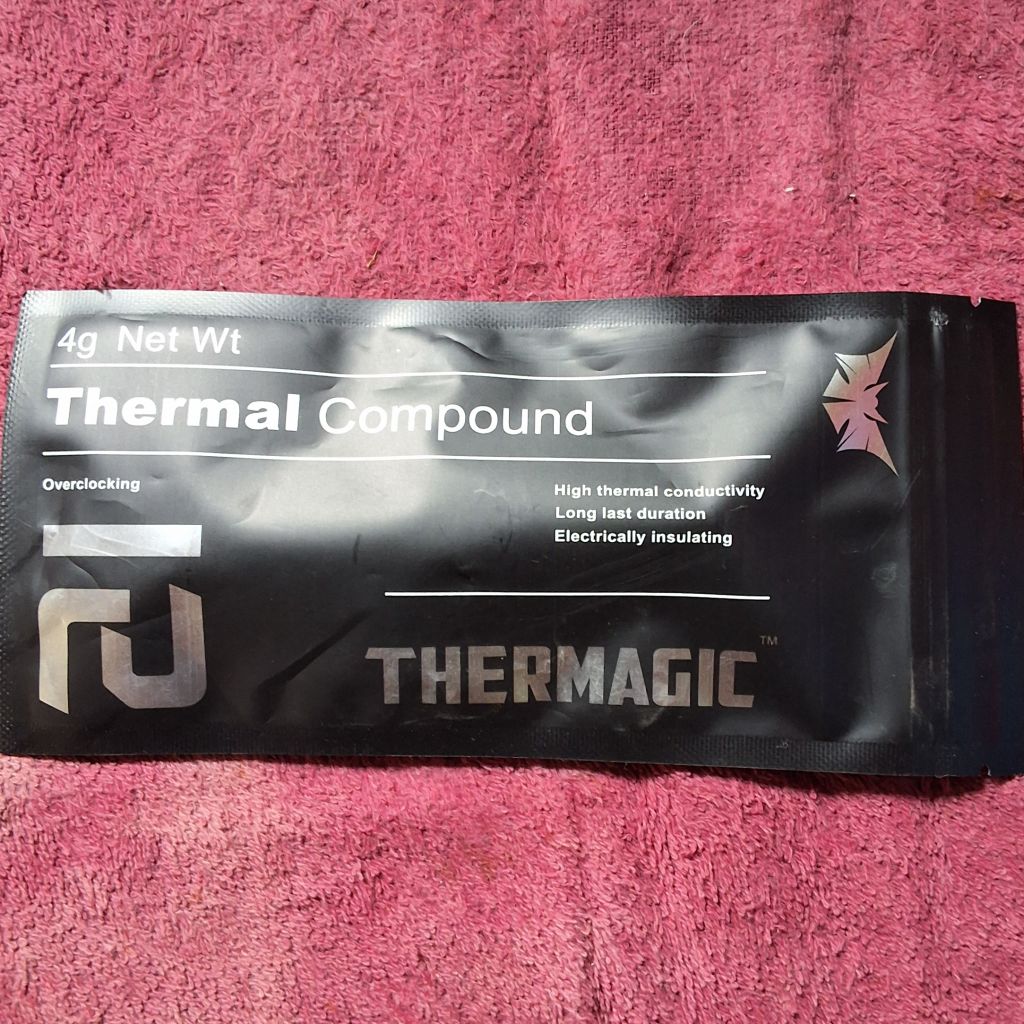 4g Net Wt
Thermal Compound
Overclocking
High thermal conductivity
Long last duration
Electrically insulating
THERMAGIC™